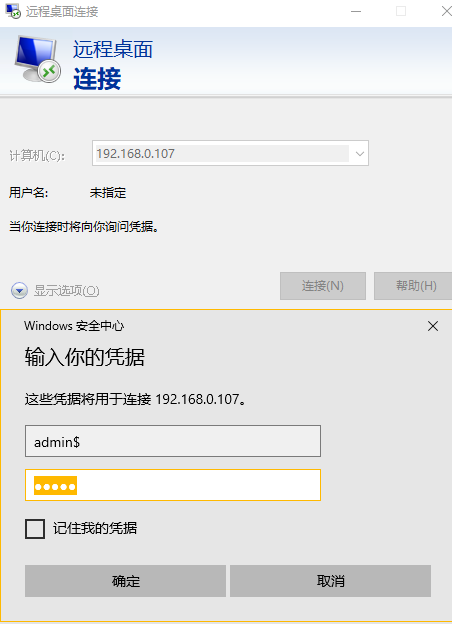 远程桌面连接
远程桌面
连接
计算机(C):
192.168.0.107
用户名:
未指定
当你连接时将向你询问凭据。
显示选项(O)
连接(N)
帮助(H)
Windows 安全中心
输入你的凭据
这些凭据将用于连接 192.168.0.107。
admin$
●●●●●
记住我的凭据
确定
取消